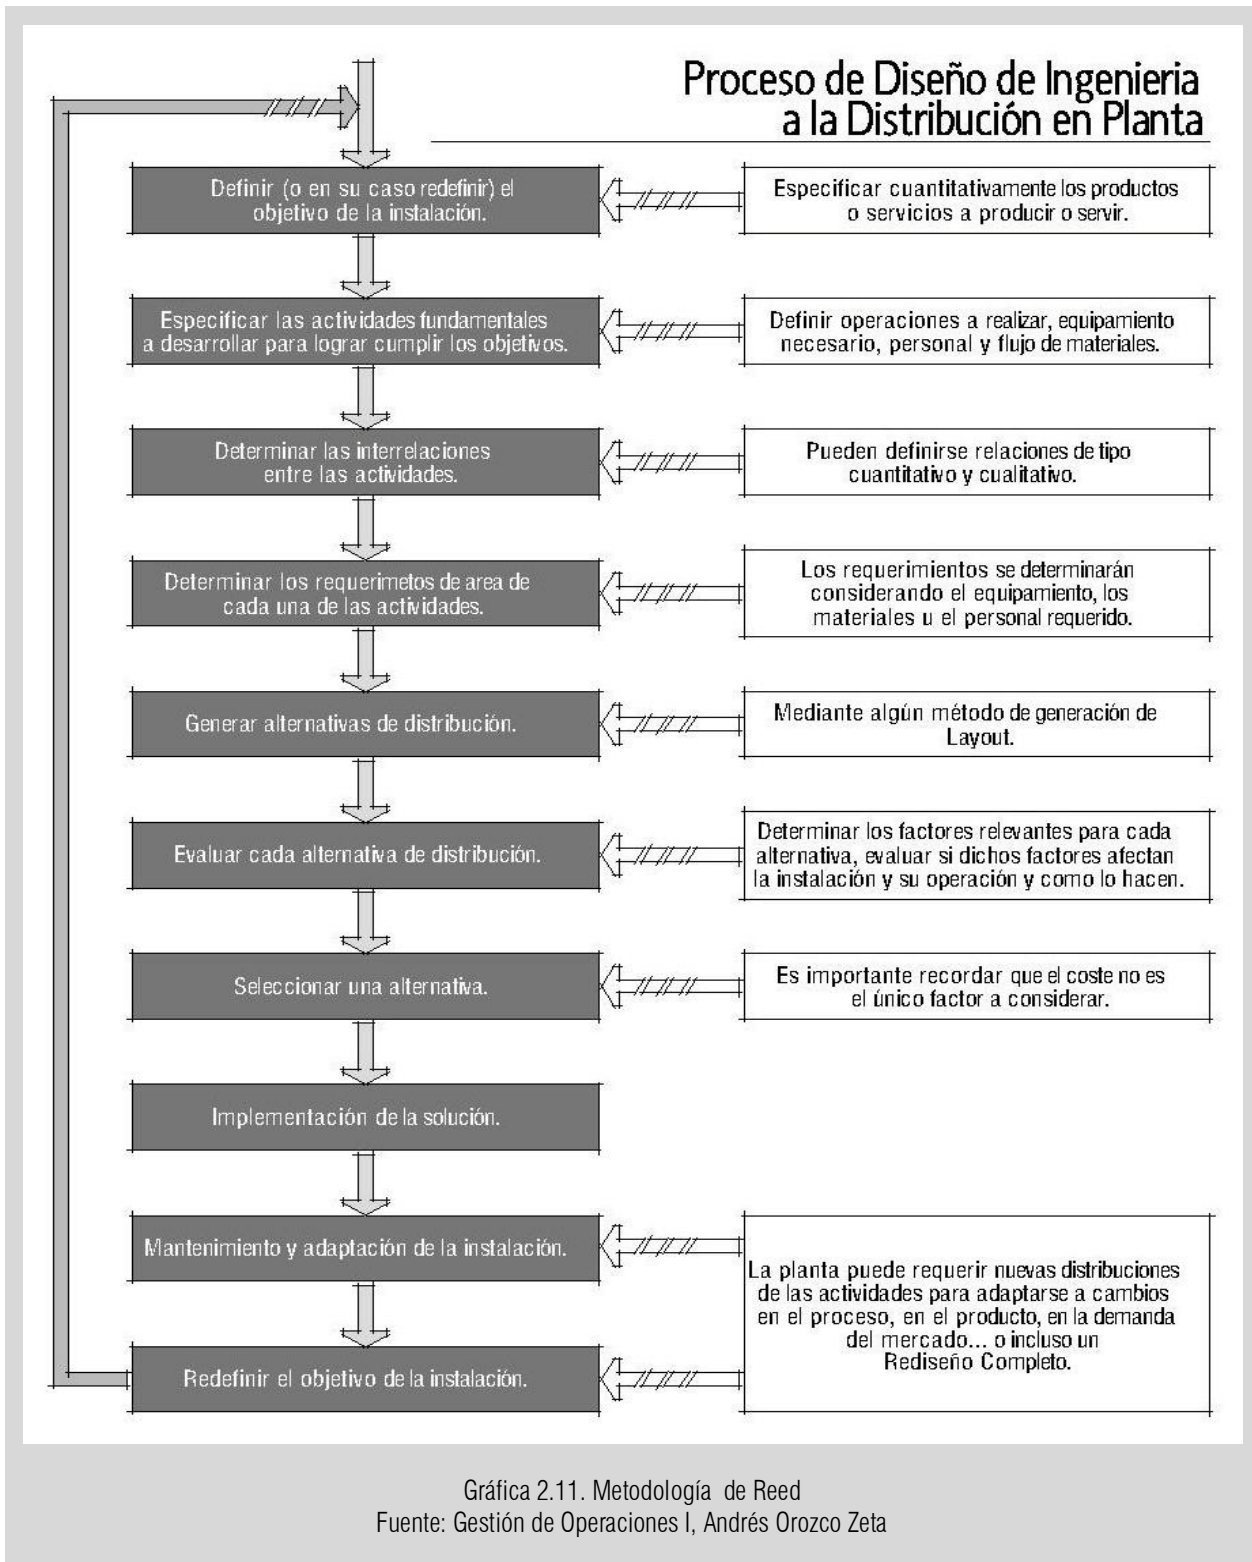 Proceso de Diseño de Ingenieria
a la Distribución en Planta
Definir (o en su caso redefinir) el
objetivo de la instalación.
Especificar cuantitativamente los productos
o servicios a producir o servir.
Especificar las actividades fundamentales
a desarrollar para lograr cumplir los objetivos.
Definir operaciones a realizar, equipamiento
necesario, personal y flujo de materiales.
Determinar las interrelaciones
entre las actividades.
Pueden definirse relaciones de tipo
cuantitativo y cualitativo.
Determinar los requerimetos de area de
cada una de las actividades.
Los requerimientos se determinarán
considerando el equipamiento, los
materiales u el personal requerido.
Generar alternativas de distribución.
Mediante algún método de generación de
Layout.
Evaluar cada alternativa de distribución.
Determinar los factores relevantes para cada
alternativa, evaluar si dichos factores afectan
la instalación y su operación y como lo hacen.
Seleccionar una alternativa.
Es importante recordar que el coste no es
el único factor a considerar.
Implementación de la solución.
Mantenimiento y adaptación de la instalación.
La planta puede requerir nuevas distribuciones
de las actividades para adaptarse a cambios
en el proceso, en el producto, en la demanda
del mercado... o incluso un
Rediseño Completo.
Redefinir el objetivo de la instalación.
Gráfica 2.11. Metodología de Reed
Fuente: Gestión de Operaciones I, Andrés Orozco Zeta